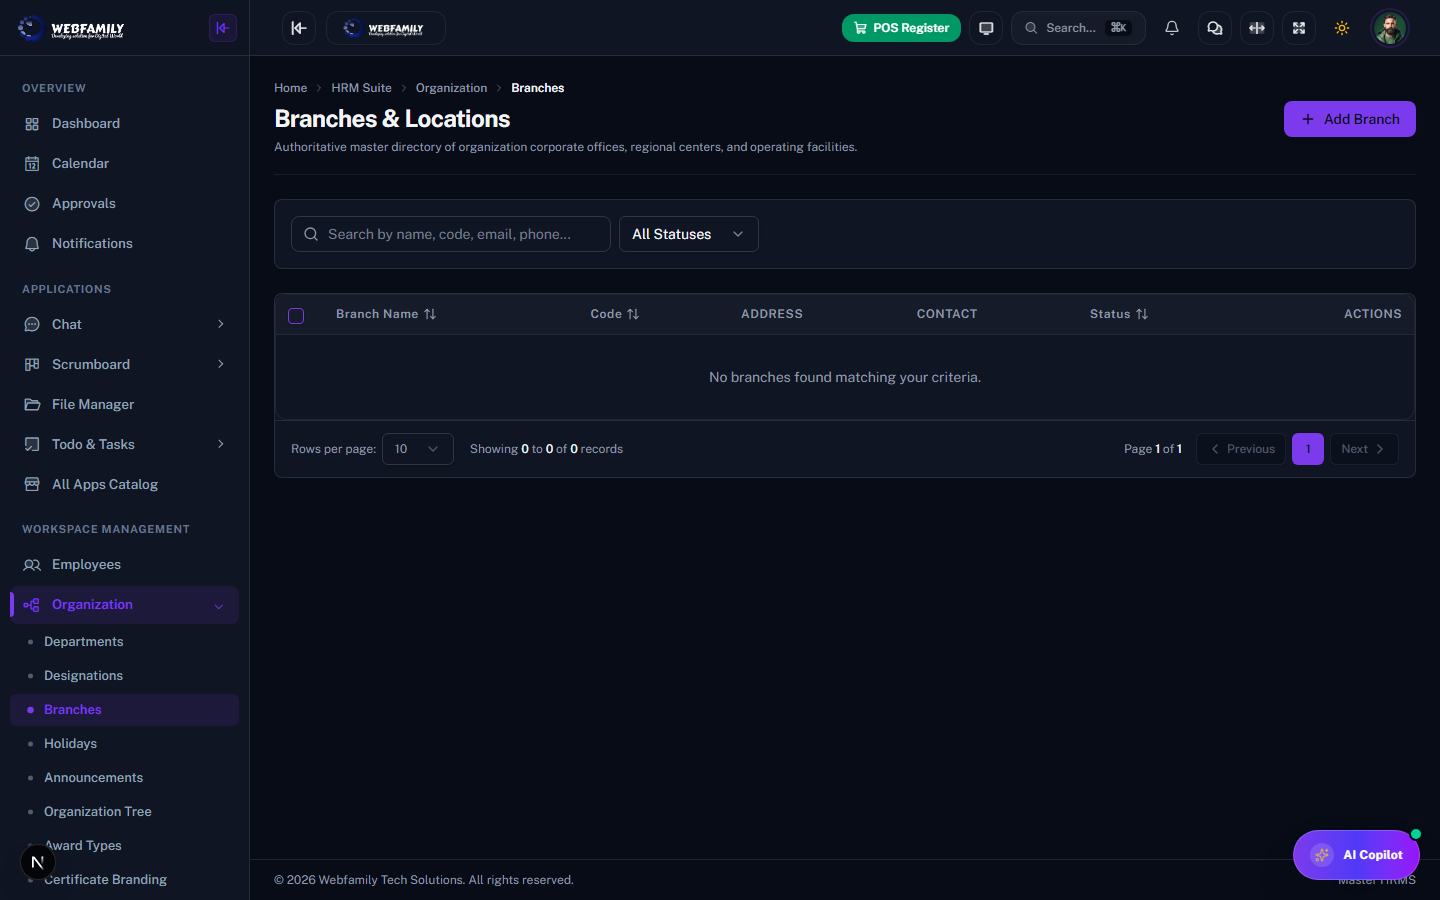 WEBFAMILY
WEBFAMILY
POS Register
Search...
⌘K
OVERVIEW
Dashboard
12
Calendar
Approvals
Notifications
APPLICATIONS
Chat
Scrumboard
File Manager
Todo & Tasks
All Apps Catalog
WORKSPACE MANAGEMENT
Employees
Organization
Departments
Designations
Branches
Holidays
Announcements
Organization Tree
Award Types
Certificate Branding
N
Home > HRM Suite > Organization > Branches
Branches & Locations
Authoritative master directory of organization corporate offices, regional centers, and operating facilities.
+ Add Branch
Search by name, code, email, phone...
All Statuses
Branch Name Code ADDRESS CONTACT Status ACTIONS
No branches found matching your criteria.
Rows per page: 10 Showing 0 to 0 of 0 records Page 1 of 1 Previous 1 Next
AI Copilot
© 2026 Webfamily Tech Solutions. All rights reserved.
Master HRMS